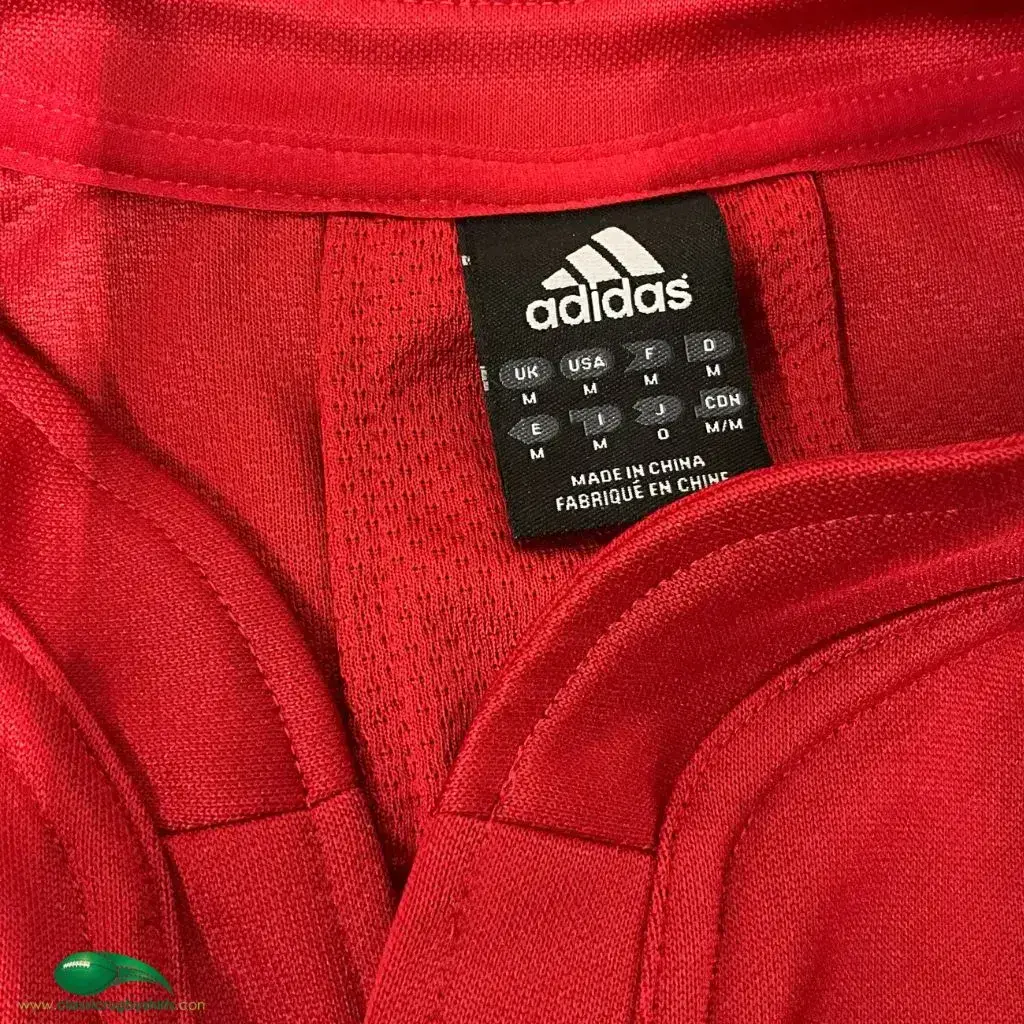 adidas
UK USA F D
M M M M
E I J CDN
M M O M/M
MADE IN CHINA
FABRIQUÉ EN CHINE